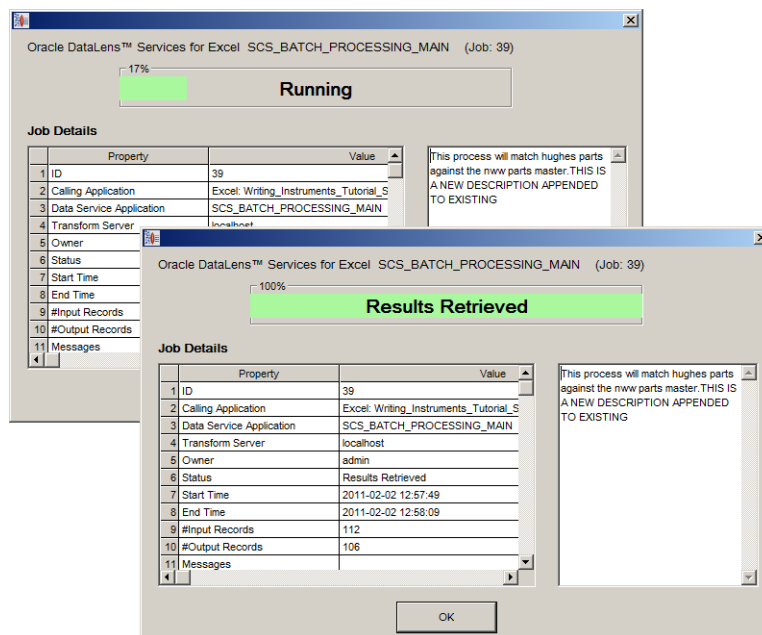 Oracle DataLens™ Services for Excel SCS_BATCH_PROCESSING_MAIN (Job: 39)
17%
Running
Job Details
Property Value
1 ID 39
2 Calling Application Excel: Writing_Instruments_Tutorial_S
3 Data Service Application SCS_BATCH_PROCESSING_MAIN
4 Transform Server localhost
5 Owner
6 Status
7 Start Time
8 End Time
9 #Input Records
10 #Output Records
11 Messages
This process will match hughes parts
against the nww parts master.THIS IS
A NEW DESCRIPTION APPENDED
TO EXISTING
Oracle DataLens™ Services for Excel SCS_BATCH_PROCESSING_MAIN (Job: 39)
100%
Results Retrieved
Job Details
Property Value
1 ID 39
2 Calling Application Excel: Writing_Instruments_Tutorial_S
3 Data Service Application SCS_BATCH_PROCESSING_MAIN
4 Transform Server localhost
5 Owner admin
6 Status Results Retrieved
7 Start Time 2011-02-02 12:57:49
8 End Time 2011-02-02 12:58:09
9 #Input Records 112
10 #Output Records 106
11 Messages
This process will match hughes parts
against the nww parts master.THIS IS
A NEW DESCRIPTION APPENDED
TO EXISTING
OK